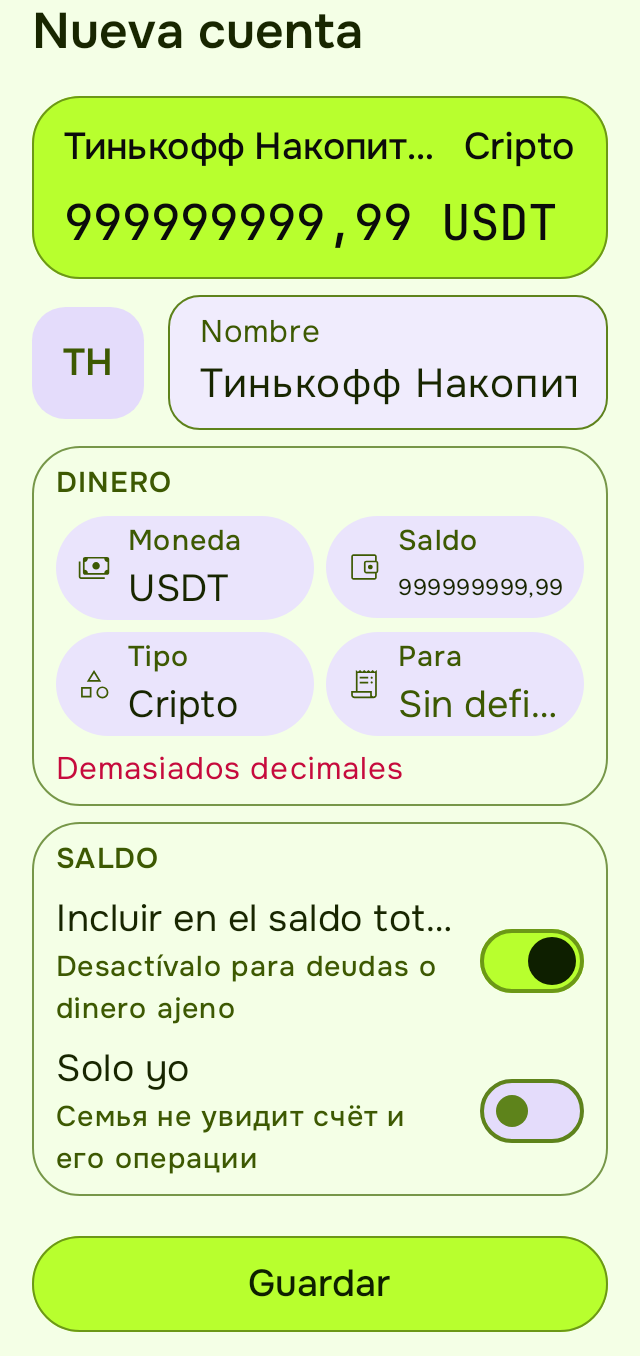 Nueva cuenta
Тинькофф Накопит... Cripto
999999999,99 USDT
ТН
Nombre
Тинькофф Накопит
DINERO
Moneda
USDT
Saldo
999999999,99
Tipo
Cripto
Para
Sin defi...
Demasiados decimales
SALDO
Incluir en el saldo tot...
Desactívalo para deudas o
dinero ajeno
Solo yo
Семья не увидит счёт и
его операции
Guardar